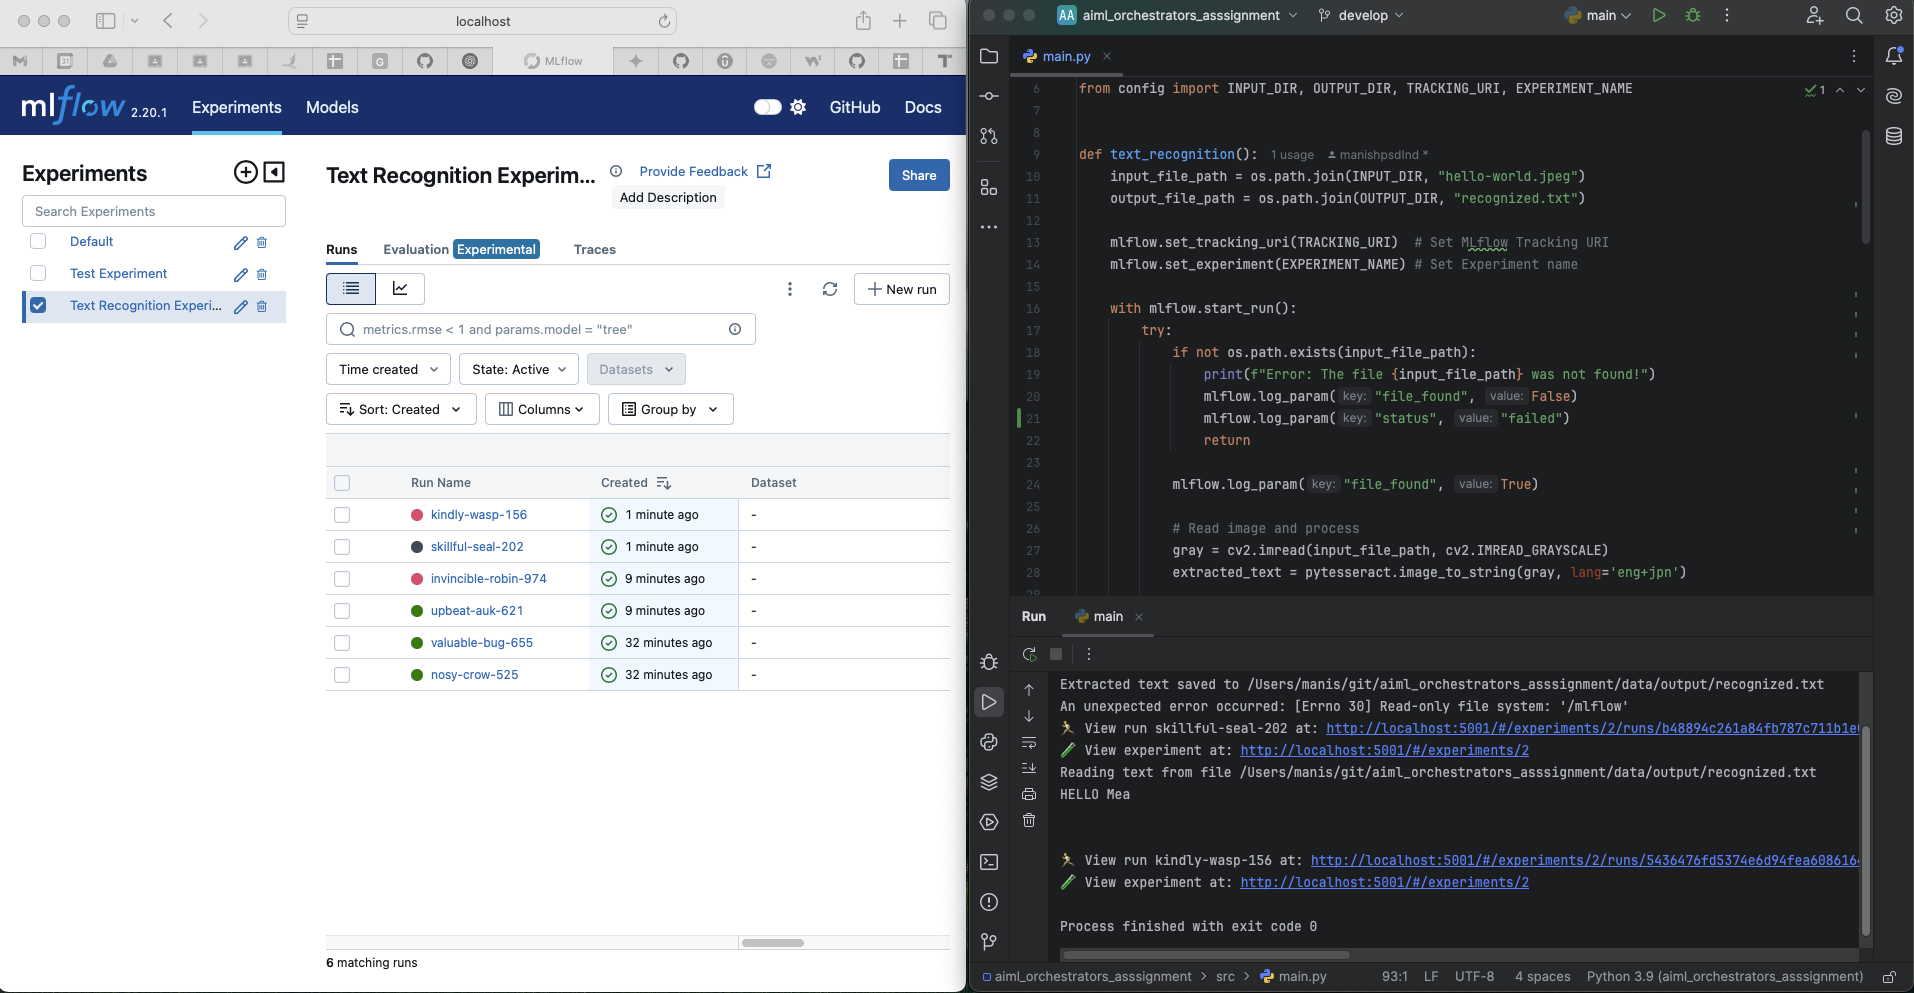 localhost
MLflow
mlflow 2.20.1
Experiments
Models
GitHub
Docs
Experiments
Search Experiments
Default
Test Experiment
Text Recognition Experi...
Text Recognition Experim...
Provide Feedback
Add Description
Share
Runs
Evaluation Experimental
Traces
New run
metrics.rmse < 1 and params.model = "tree"
Time created
State: Active
Datasets
Sort: Created
Columns
Group by
Run Name Created Dataset
kindly-wasp-156 1 minute ago -
skillful-seal-202 1 minute ago -
invincible-robin-974 9 minutes ago -
upbeat-auk-621 9 minutes ago -
valuable-bug-655 32 minutes ago -
nosy-crow-525 32 minutes ago -
6 matching runs
AA aiml_orchestrators_asssignment
develop
main
main.py
1
6 from config import INPUT_DIR, OUTPUT_DIR, TRACKING_URI, EXPERIMENT_NAME
7
8
9 def text_recognition(): 1 usage manishpsdlnd *
10 input_file_path = os.path.join(INPUT_DIR, "hello-world.jpeg")
11 output_file_path = os.path.join(OUTPUT_DIR, "recognized.txt")
12
13 mlflow.set_tracking_uri(TRACKING_URI) # Set MLflow Tracking URI
14 mlflow.set_experiment(EXPERIMENT_NAME) # Set Experiment name
15
16 with mlflow.start_run():
17 try:
18 if not os.path.exists(input_file_path):
19 print(f"Error: The file {input_file_path} was not found!")
20 mlflow.log_param( key: "file_found", value: False)
21 mlflow.log_param( key: "status", value: "failed")
22 return
23
24 mlflow.log_param( key: "file_found", value: True)
25
26 # Read image and process
27 gray = cv2.imread(input_file_path, cv2.IMREAD_GRAYSCALE)
28 extracted_text = pytesseract.image_to_string(gray, lang='eng+jpn')
Run
main
Extracted text saved to /Users/manis/git/aiml_orchestrators_asssignment/data/output/recognized.txt
An unexpected error occurred: [Errno 30] Read-only file system: '/mlflow'
View run skillful-seal-202 at: http://localhost:5001/#/experiments/2/runs/b48894c261a84fb787c711b1e
View experiment at: http://localhost:5001/#/experiments/2
Reading text from file /Users/manis/git/aiml_orchestrators_asssignment/data/output/recognized.txt
HELLO Mea
View run kindly-wasp-156 at: http://localhost:5001/#/experiments/2/runs/5436476fd5374e6d94fea608616
View experiment at: http://localhost:5001/#/experiments/2
Process finished with exit code 0
aiml_orchestrators_asssignment > src > main.py
93:1 LF UTF-8 4 spaces Python 3.9 (aiml_orchestrators_asssignment)